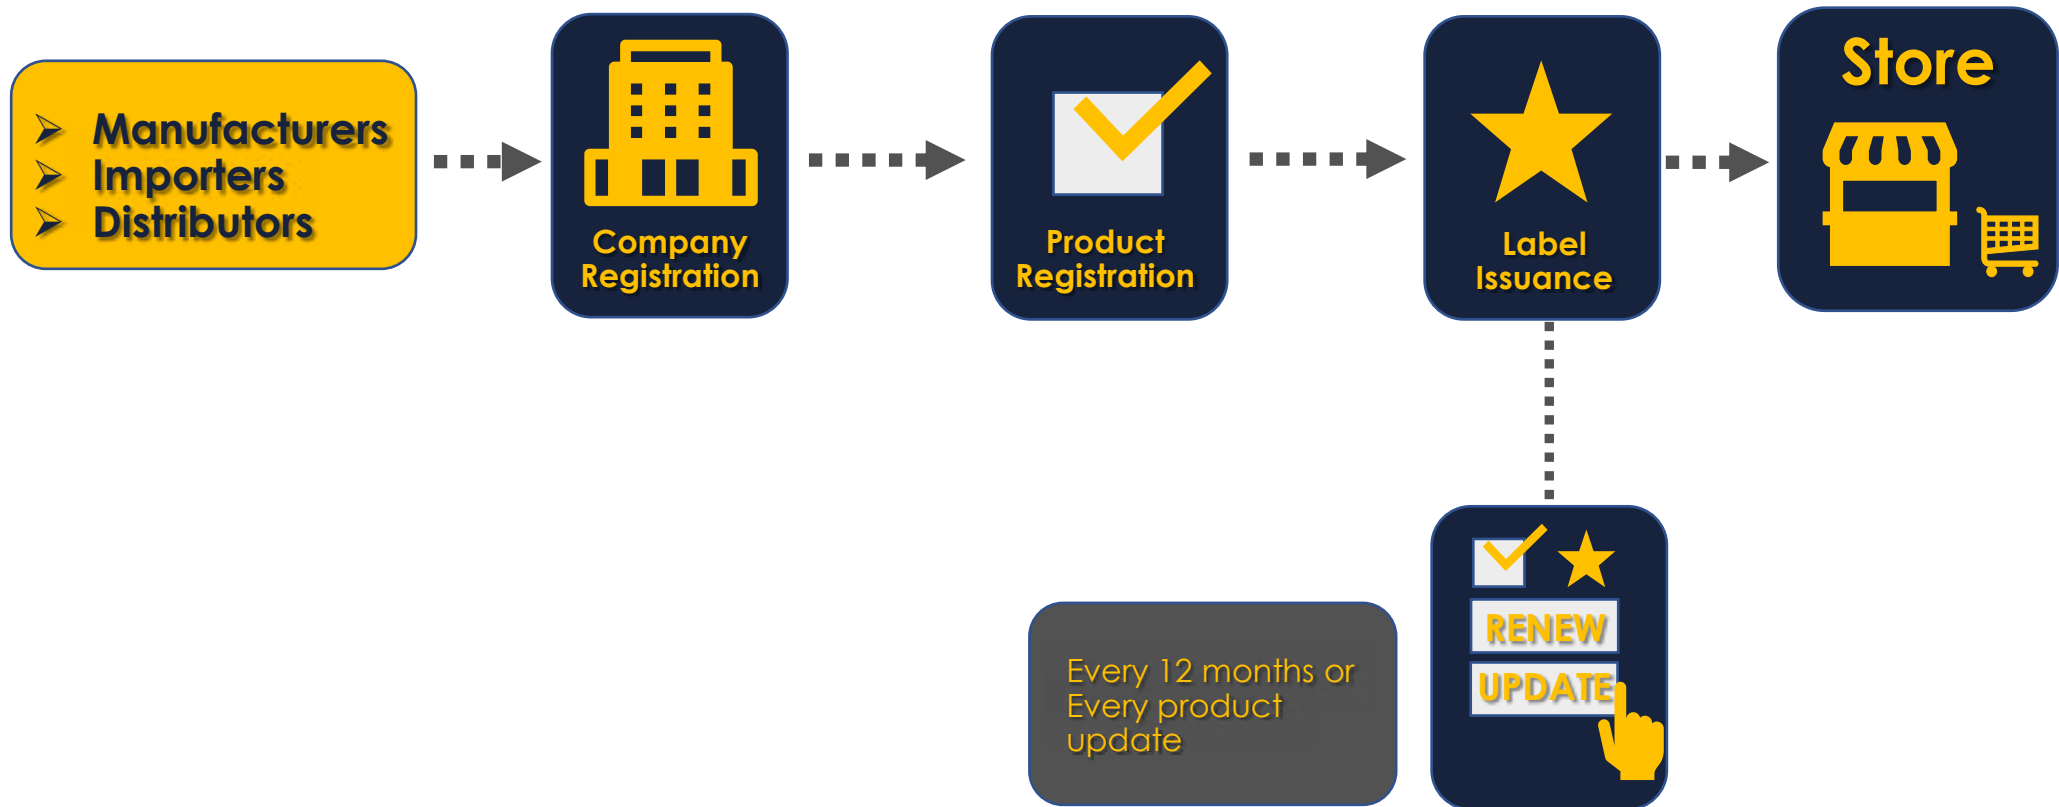 Manufacturers
Importers
Distributors
Company
Registration
Product
Registration
Label
Issuance
Store
Every 12 months or
Every product
update
RENEW
UPDATE